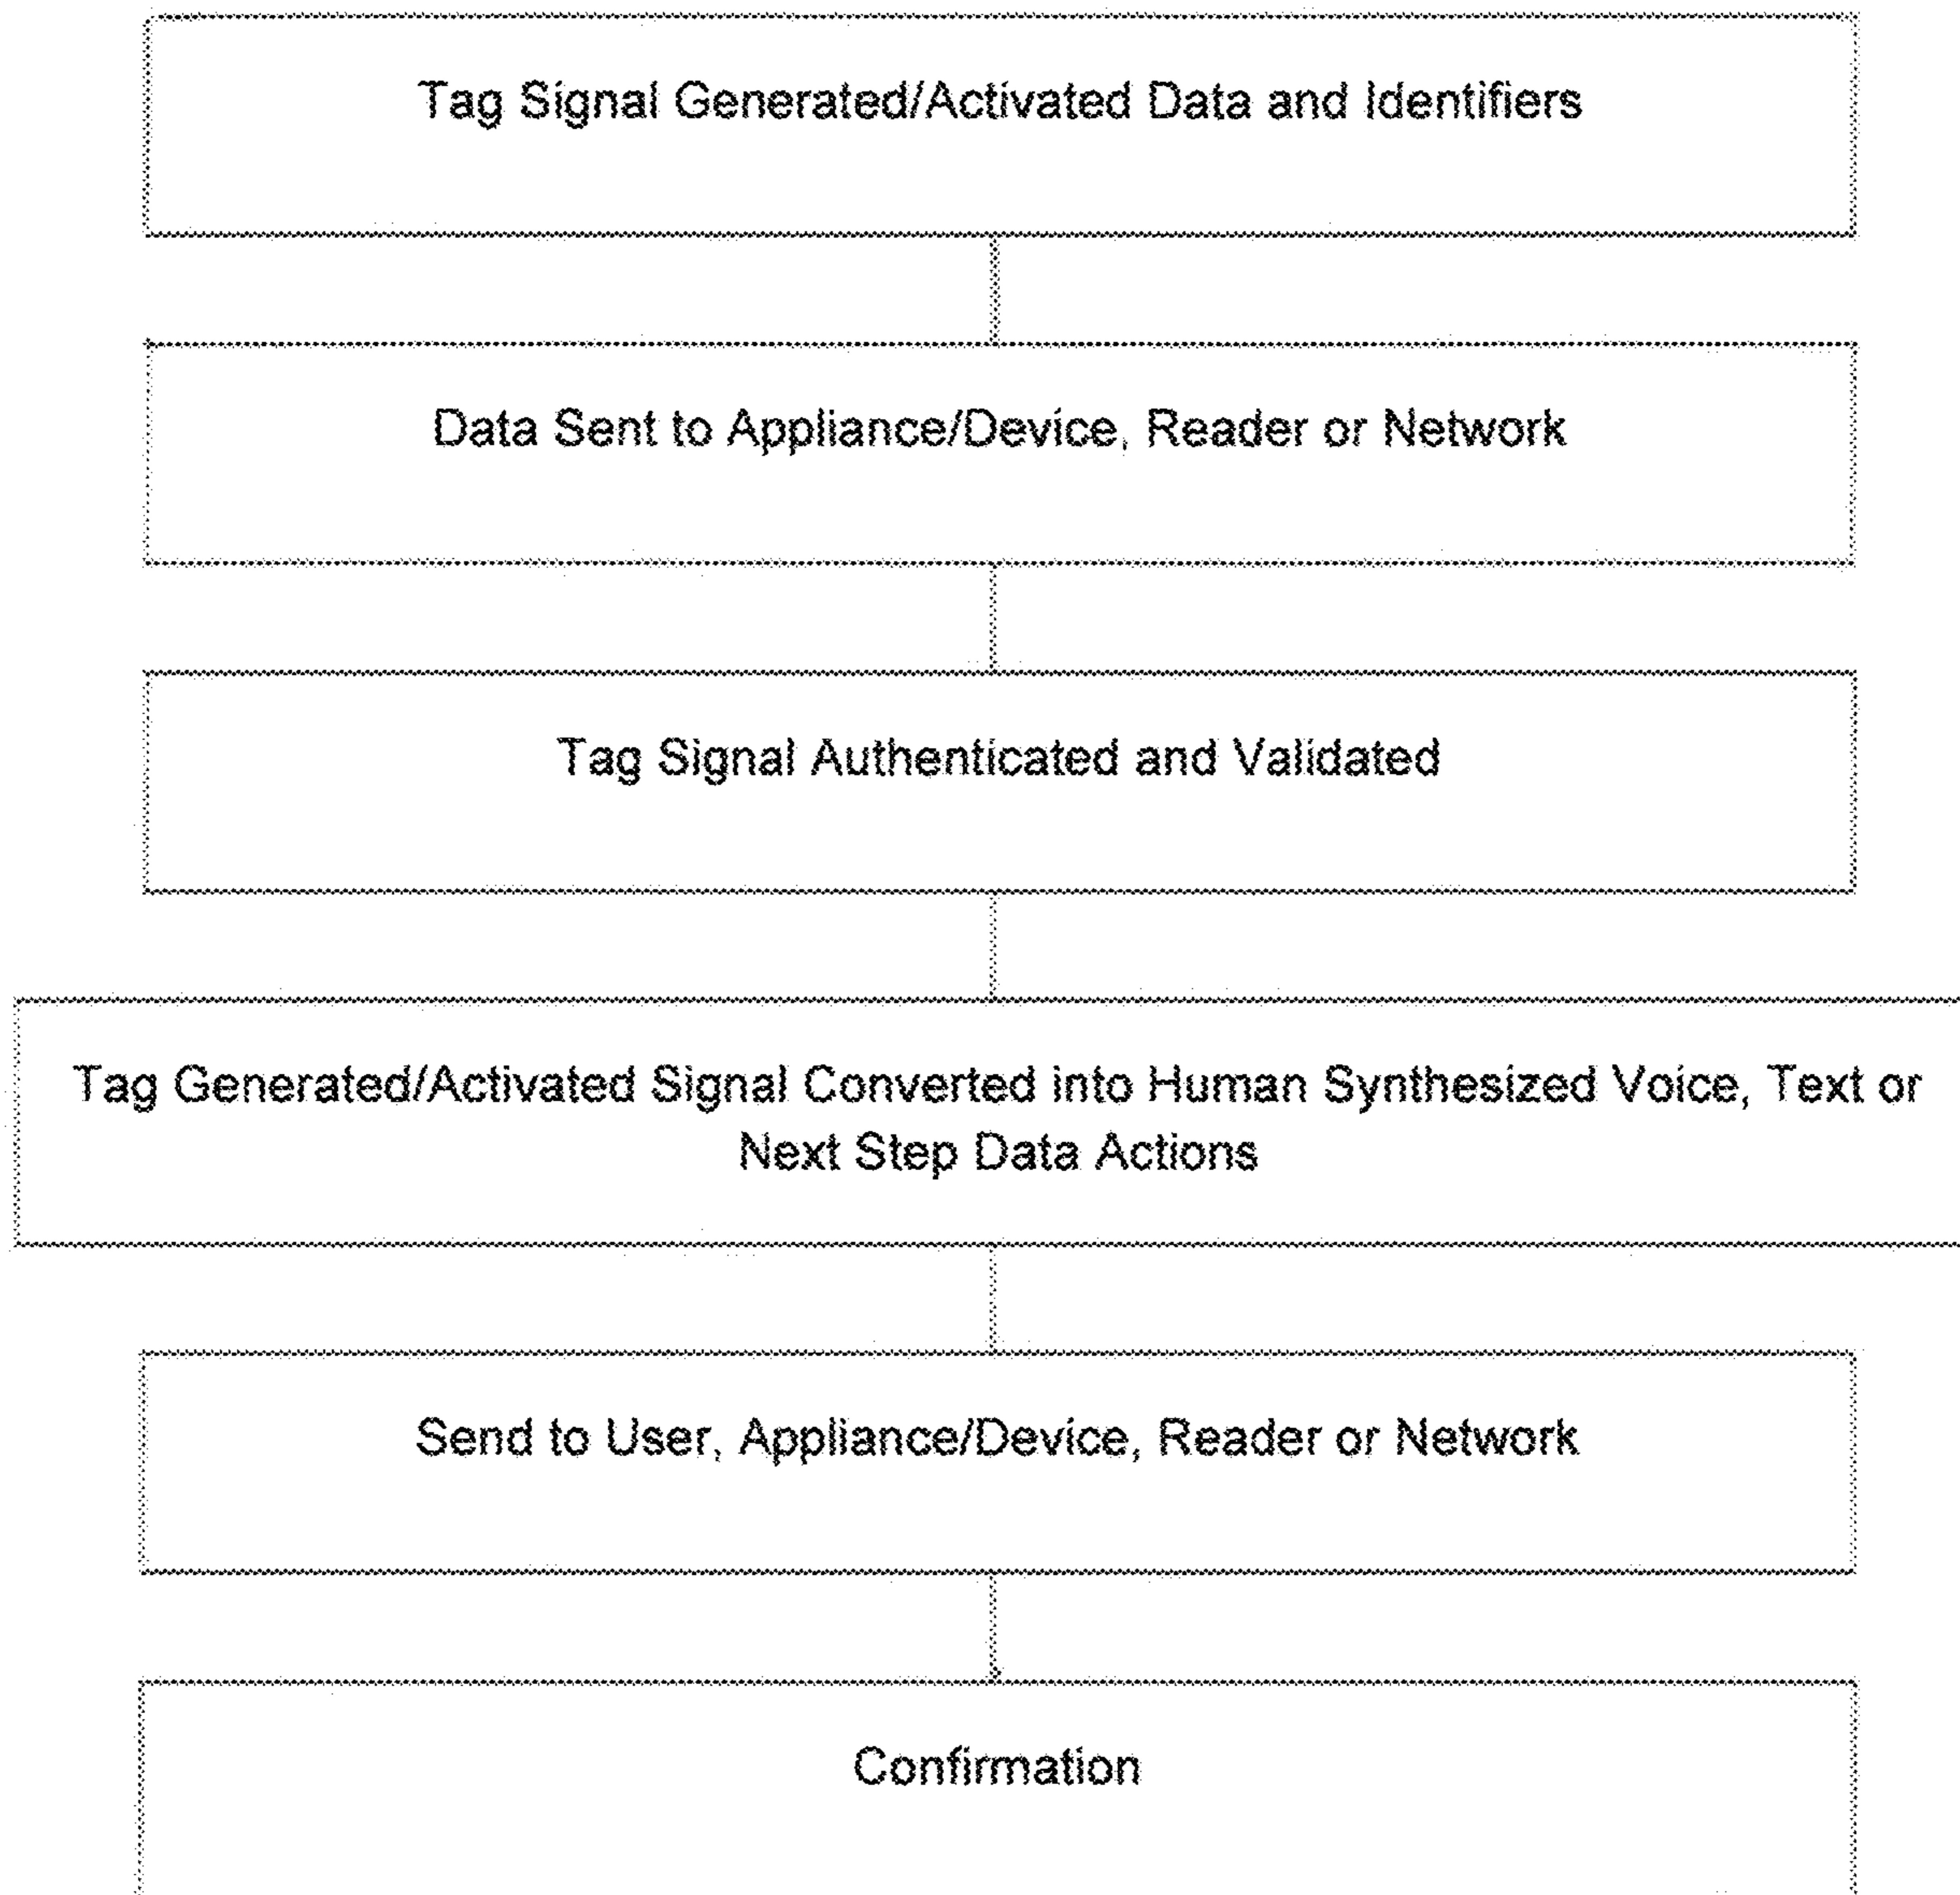 Tag Signal Generated/Activated Data and Identifiers
Data Sent to Appliance/Device, Reader or Network
Tag Signal Authenticated and Validated
Tag Generated/Activated Signal Converted into Human Synthesized Voice, Text or
Next Step Data Actions
Send to User, Appliance/Device, Reader or Network
Confirmation